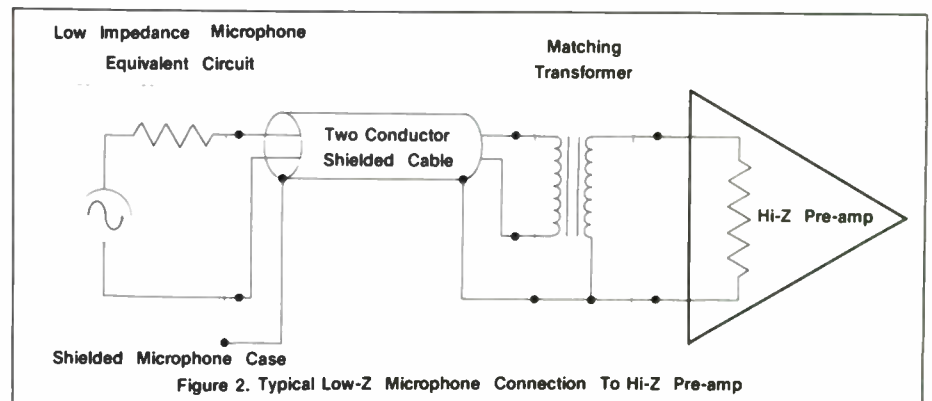 Low Impedance Microphone
Equivalent Circuit
Matching
Transformer
Two Conductor
Shielded Cable
Hi-Z Pre-amp
Shielded Microphone Case
Figure 2. Typical Low-Z Microphone Connection To Hi-Z Pre-amp